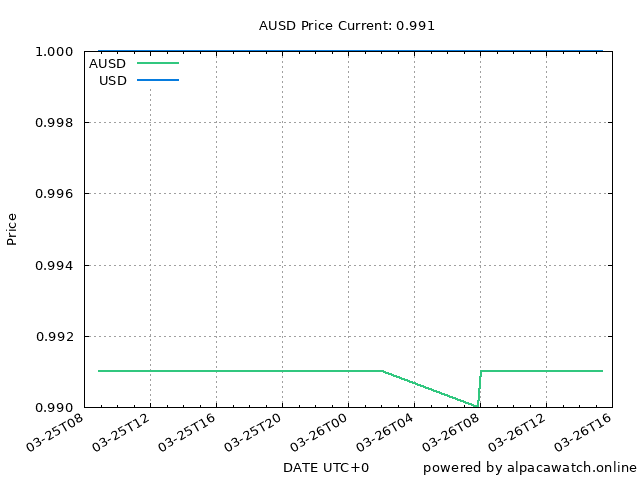 AUSD Price Current: 0.991
1.000
AUSD
USD
0.998
0.996
Price
0.994
0.992
0.990
03-25T08 03-25T12 03-25T16 03-25T20 03-26T00 03-26T04 03-26T08 03-26T12 03-26T16
DATE UTC+0 powered by alpacawatch.online